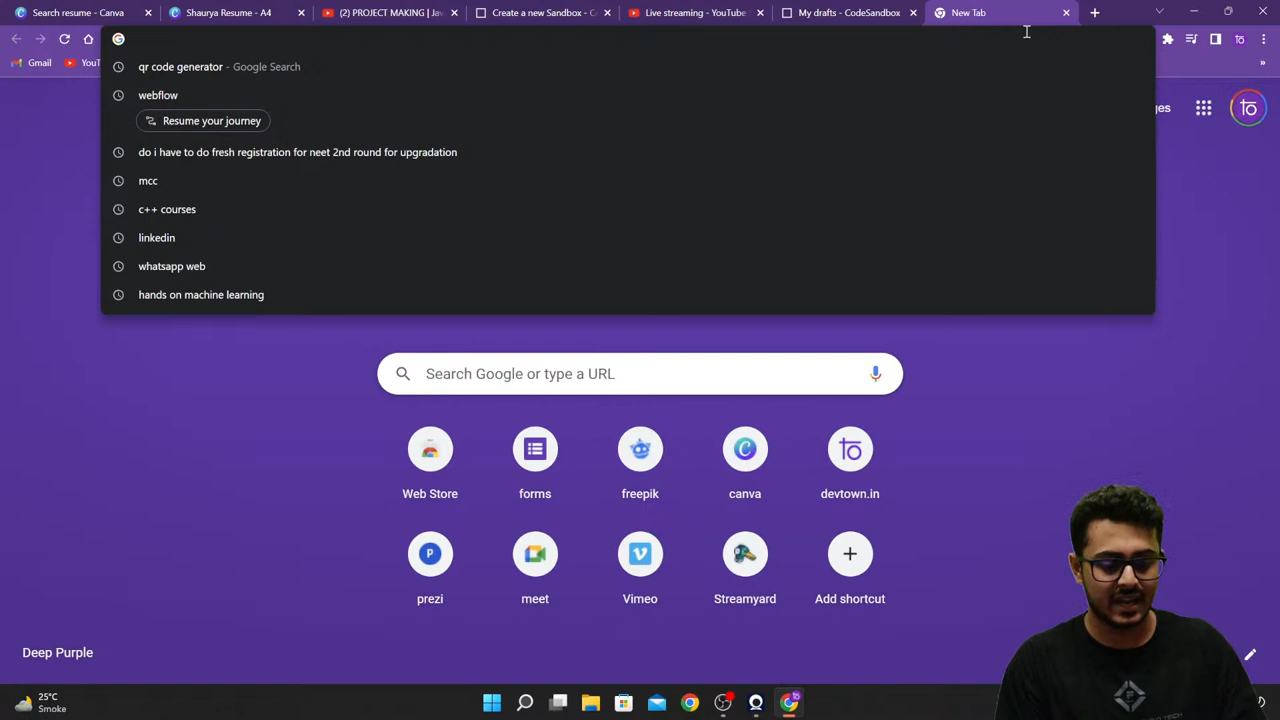 Search resume - Canva
Shaurya Resume - A4
(2) PROJECT MAKING | Jav
Create a new Sandbox - C
Live streaming - YouTube
My drafts - CodeSandbox
New Tab
Gmail
YouT
qr code generator - Google Search
webflow
Resume your journey
do i have to do fresh registration for neet 2nd round for upgradation
mcc
c++ courses
linkedin
whatsapp web
hands on machine learning
ges
Search Google or type a URL
Web Store
forms
freepik
canva
devtown.in
prezi
meet
Vimeo
Streamyard
Add shortcut
Deep Purple
25°C
Smoke